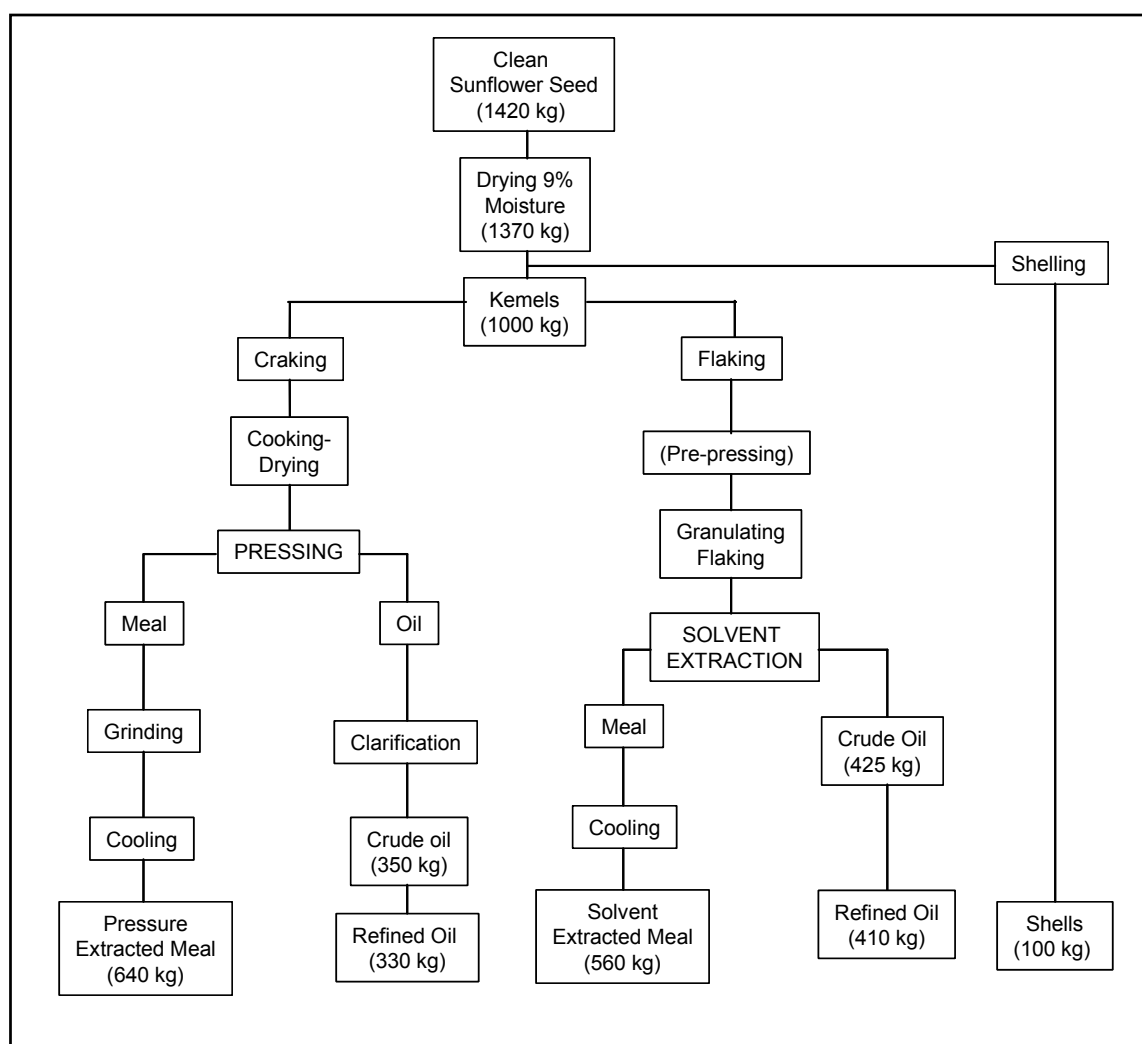 Clean
Sunflower Seed
(1420 kg)
Drying 9%
Moisture
(1370 kg)
Shelling
Kemels
(1000 kg)
Craking
Flaking
Cooking-
Drying
(Pre-pressing)
Granulating
Flaking
PRESSING
Meal
Oil
SOLVENT
EXTRACTION
Grinding
Clarification
Meal
Crude Oil
(425 kg)
Cooling
Crude oil
(350 kg)
Cooling
Pressure
Extracted Meal
(640 kg)
Refined Oil
(330 kg)
Solvent
Extracted Meal
(560 kg)
Refined Oil
(410 kg)
Shells
(100 kg)